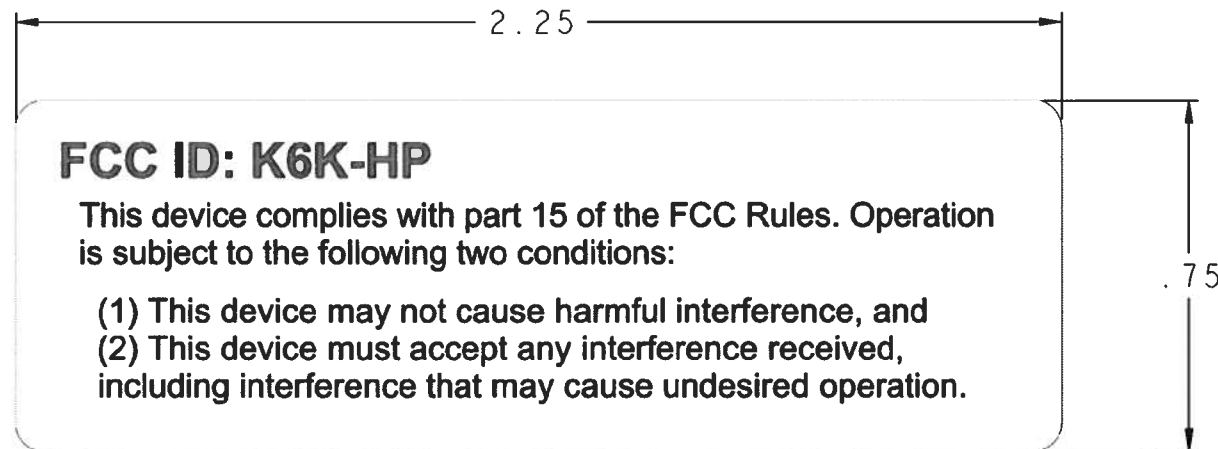 2.25
FCC ID: K6K-HP
This device complies with part 15 of the FCC Rules. Operation
is subject to the following two conditions:
.75
(1) This device may not cause harmful interference, and
(2) This device must accept any interference received,
including interference that may cause undesired operation.